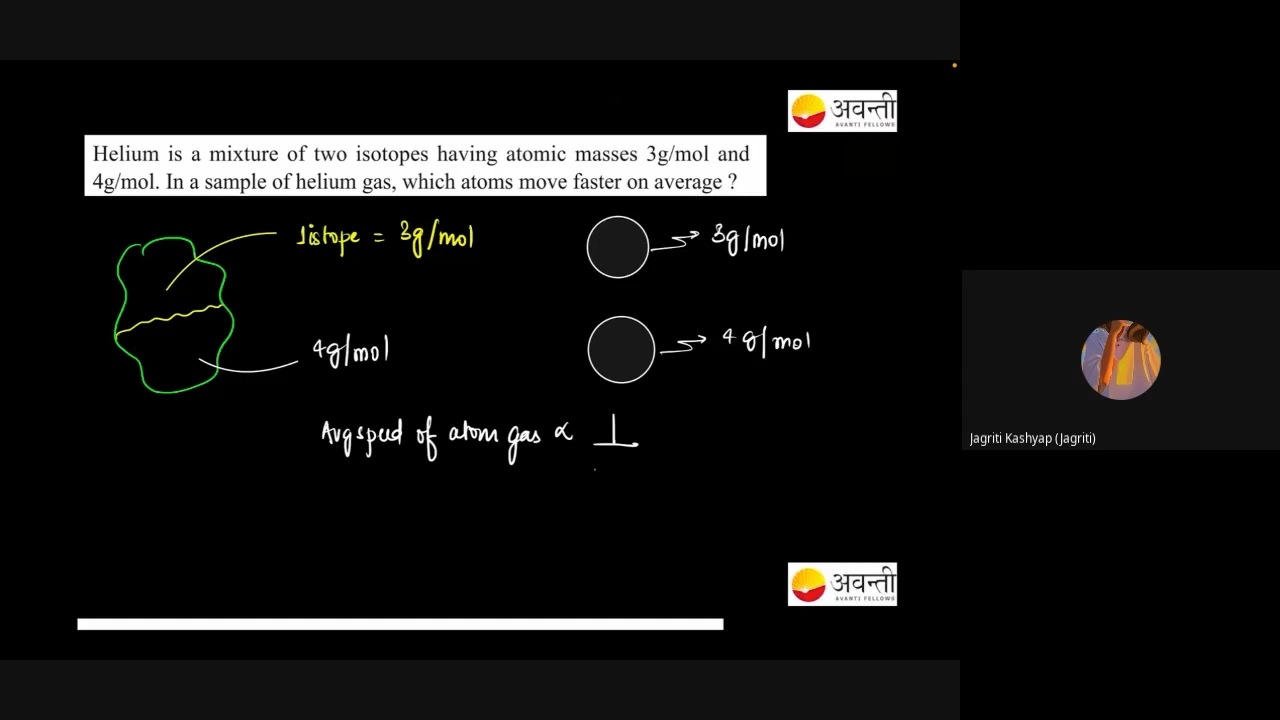 अवन्ती
AVANTI FELLOWS
Helium is a mixture of two isotopes having atomic masses 3g/mol and
4g/mol. In a sample of helium gas, which atoms move faster on average ?
Iistope = 3g/mol
3g/mol
4g/mol
4g/mol
Avg speed of atom gas ∝ 1
Jagriti Kashyap (Jagriti)
अवन्ती
AVANTI FELLOWS